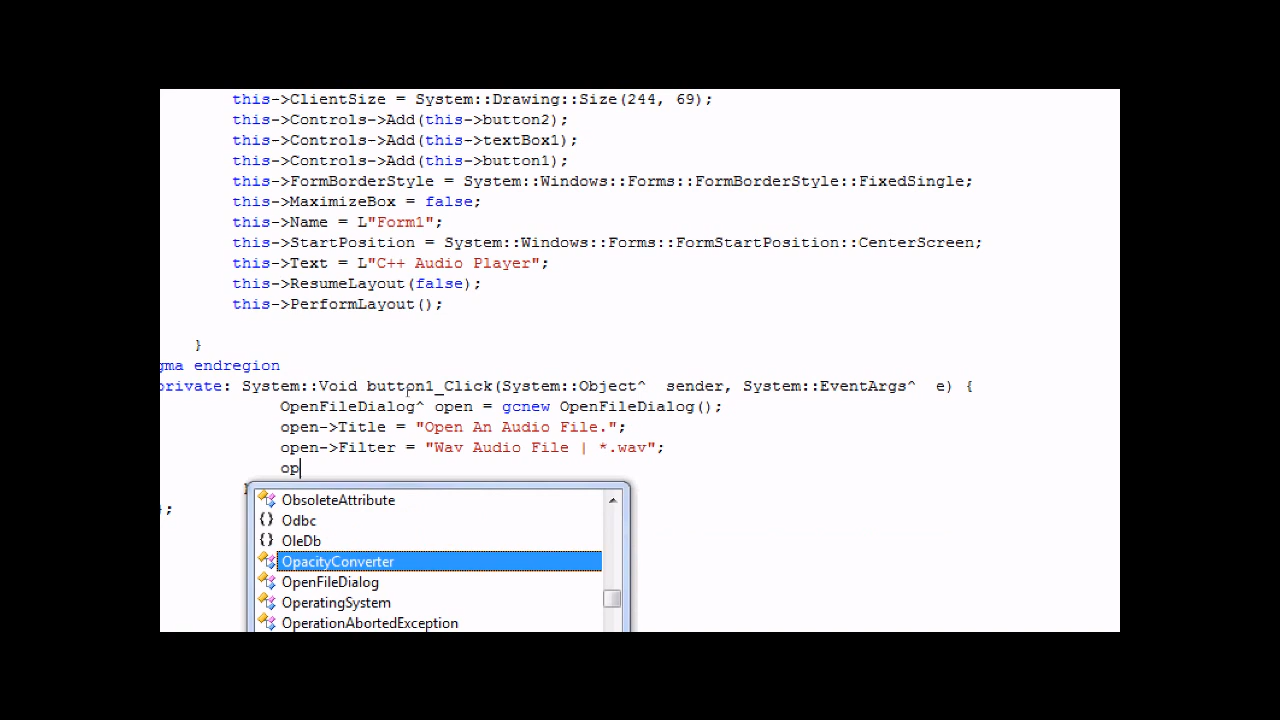 this->ClientSize = System::Drawing::Size(244, 69);
this->Controls->Add(this->button2);
this->Controls->Add(this->textBox1);
this->Controls->Add(this->button1);
this->FormBorderStyle = System::Windows::Forms::FormBorderStyle::FixedSingle;
this->MaximizeBox = false;
this->Name = L"Form1";
this->StartPosition = System::Windows::Forms::FormStartPosition::CenterScreen;
this->Text = L"C++ Audio Player";
this->ResumeLayout(false);
this->PerformLayout();
}
gma endregion
private: System::Void button1_Click(System::Object^  sender, System::EventArgs^  e) {
OpenFileDialog^ open = gcnew OpenFileDialog();
open->Title = "Open An Audio File.";
open->Filter = "Wav Audio File | *.wav";
op
};
ObsoleteAttribute
{} Odbc
{} OleDb
OpacityConverter
OpenFileDialog
OperatingSystem
OperationAbortedException